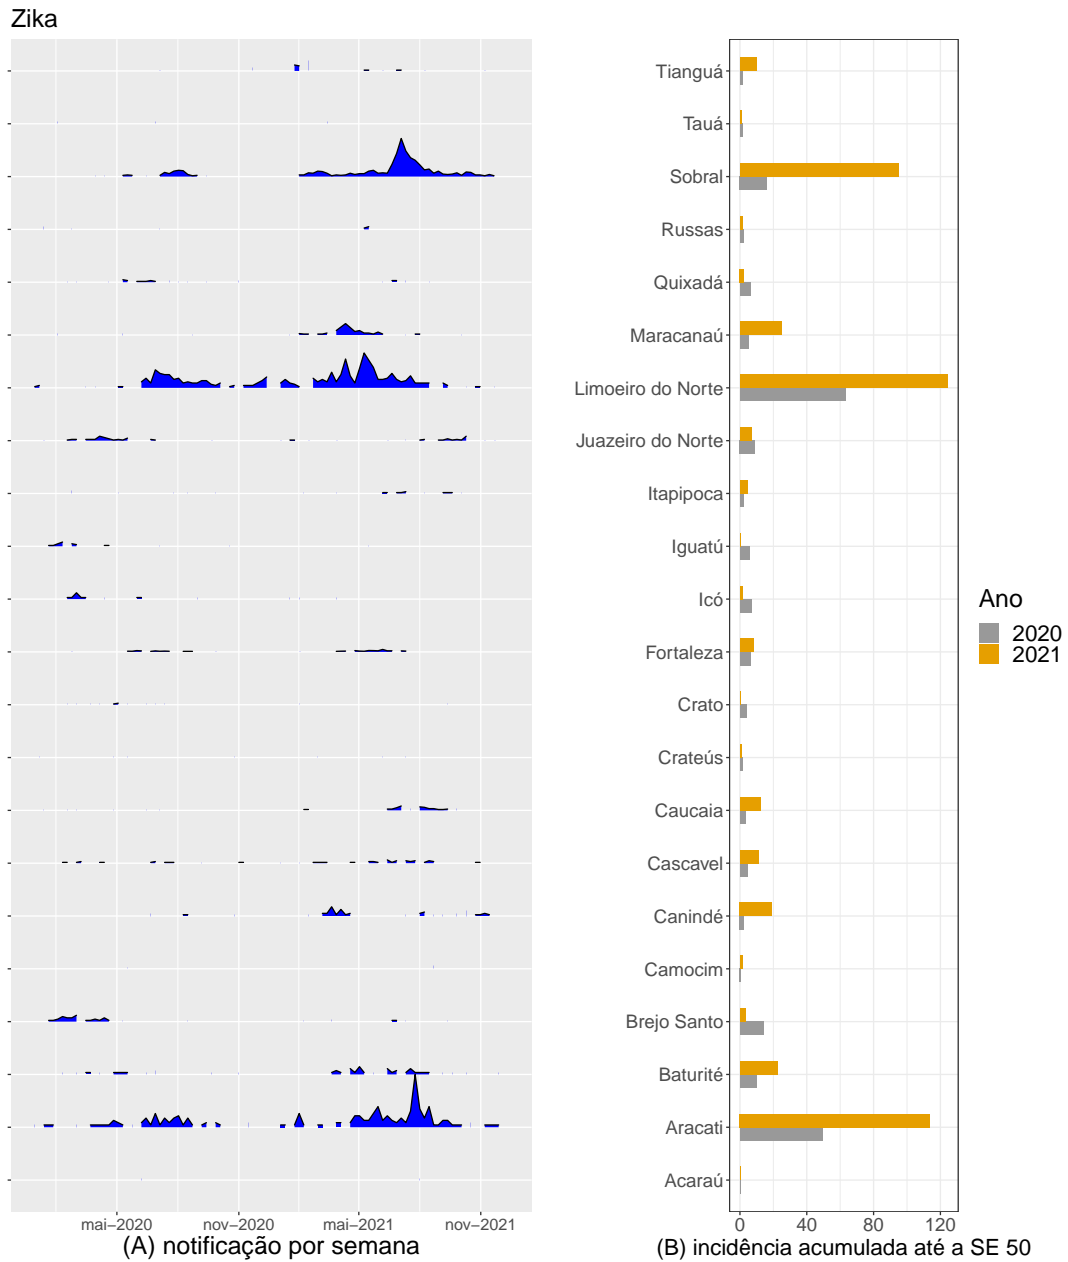 Zika
Tianguá
Tauá
Sobral
Russas
Quixadá
Maracanaú
Limoeiro do Norte
Juazeiro do Norte
Itapipoca
Iguatú
Icó
Fortaleza
Crato
Crateús
Caucaia
Cascavel
Canindé
Camocim
Brejo Santo
Baturité
Aracati
Acaraú
Ano
2020
2021
mai−2020 nov−2020 mai−2021 nov−2021
(A) notificação por semana
0 40 80 120
(B) incidência acumulada até a SE 50